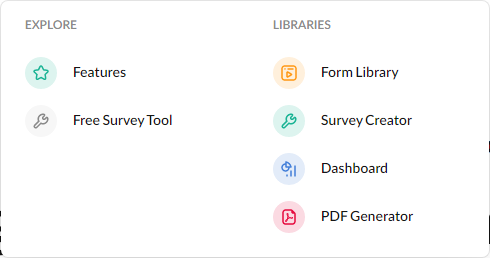 EXPLORE
Features
Free Survey Tool
LIBRARIES
Form Library
Survey Creator
Dashboard
PDF Generator